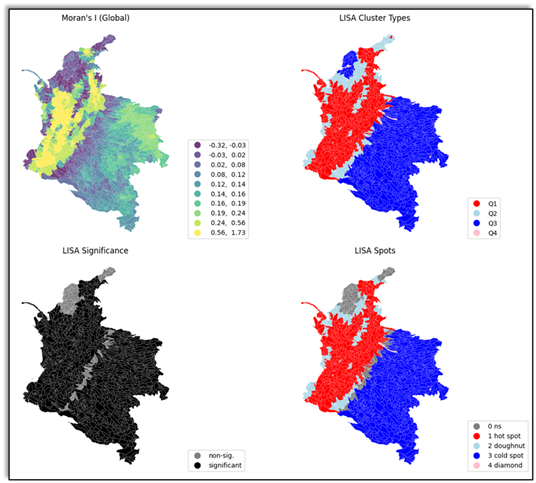 Moran's I (Global)
LISA Cluster Types
-0.32, -0.03
-0.03, 0.02
0.02, 0.08
0.08, 0.12
0.12, 0.14
0.14, 0.16
0.16, 0.19
0.19, 0.24
0.24, 0.56
0.56, 1.73
Q1
Q2
Q3
Q4
LISA Significance
LISA Spots
non-sig.
significant
0 ns
1 hot spot
2 doughnut
3 cold spot
4 diamond